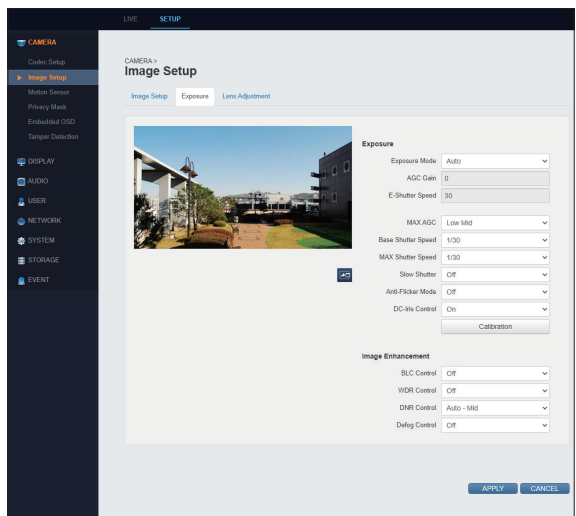 LIVE SETUP
CAMERA
Codec Setup
Image Setup
Motion Sensor
Privacy Mask
Embedded OSD
Tamper Detection
DISPLAY
AUDIO
USER
NETWORK
SYSTEM
STORAGE
EVENT
CAMERA >
Image Setup
Image Setup Exposure Lens Adjustment
Exposure
Exposure Mode Auto
AGC Gain 0
E-Shutter Speed 30
MAX AGC Low Mid
Base Shutter Speed 1/30
MAX Shutter Speed 1/30
Slow Shutter Off
Anti-Flicker Mode Off
DC-Iris Control On
Calibration
Image Enhancement
BLC Control Off
WDR Control Off
DNR Control Auto - Mid
Defog Control Off
APPLY CANCEL